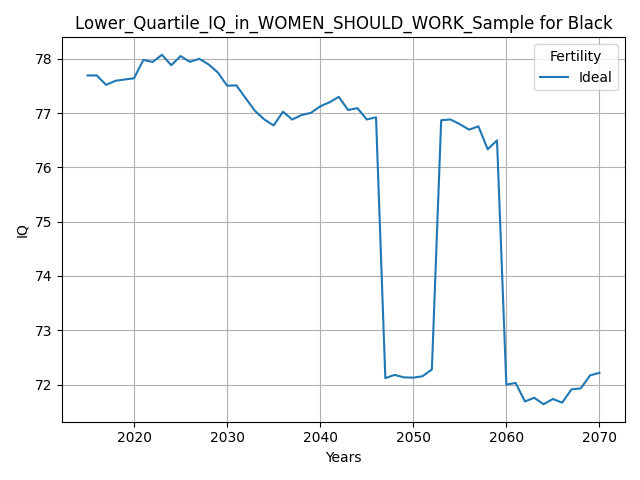 Lower_Quartile_IQ_in_WOMEN_SHOULD_WORK_Sample for Black
Fertility
Ideal
78
77
76
75
74
73
72
IQ
2020 2030 2040 2050 2060 2070
Years